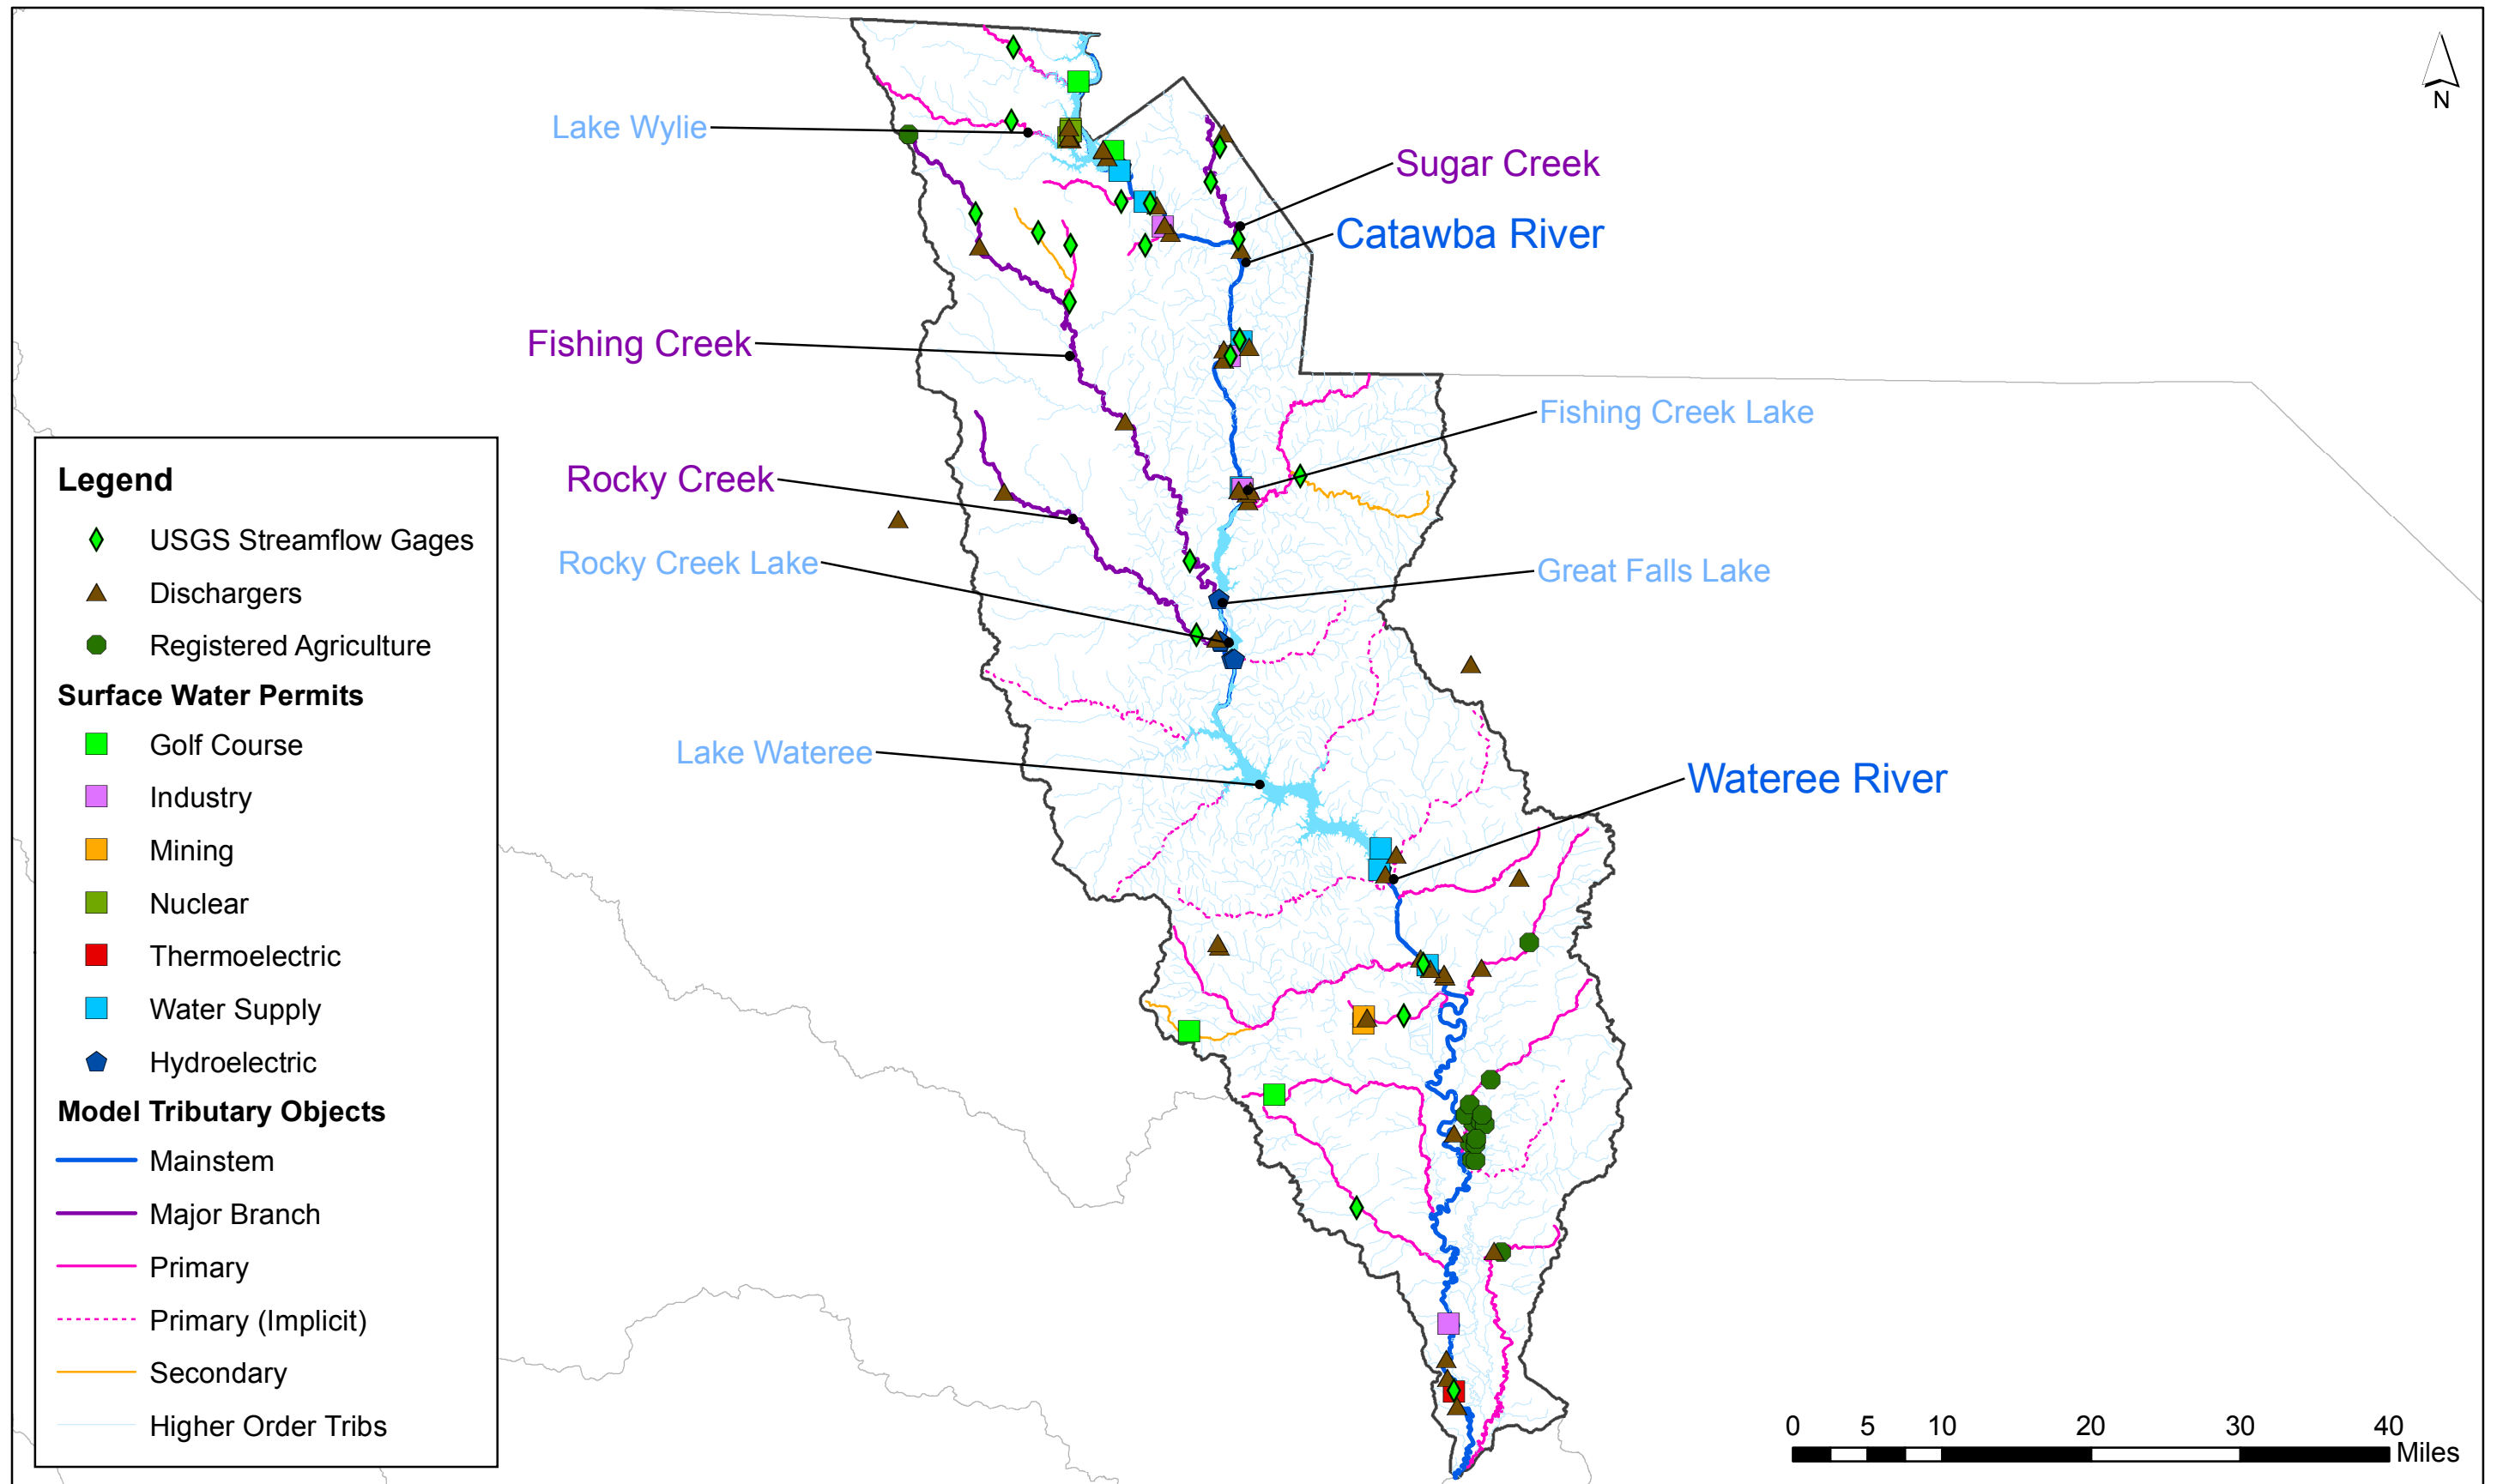 N
Lake Wylie
Sugar Creek
Catawba River
Fishing Creek
Fishing Creek Lake
Rocky Creek
Rocky Creek Lake
Great Falls Lake
Lake Wateree
Wateree River
Legend
USGS Streamflow Gages
Dischargers
Registered Agriculture
Surface Water Permits
Golf Course
Industry
Mining
Nuclear
Thermoelectric
Water Supply
Hydroelectric
Model Tributary Objects
Mainstem
Major Branch
Primary
Primary (Implicit)
Secondary
Higher Order Tribs
0 5 10 20 30 40
Miles